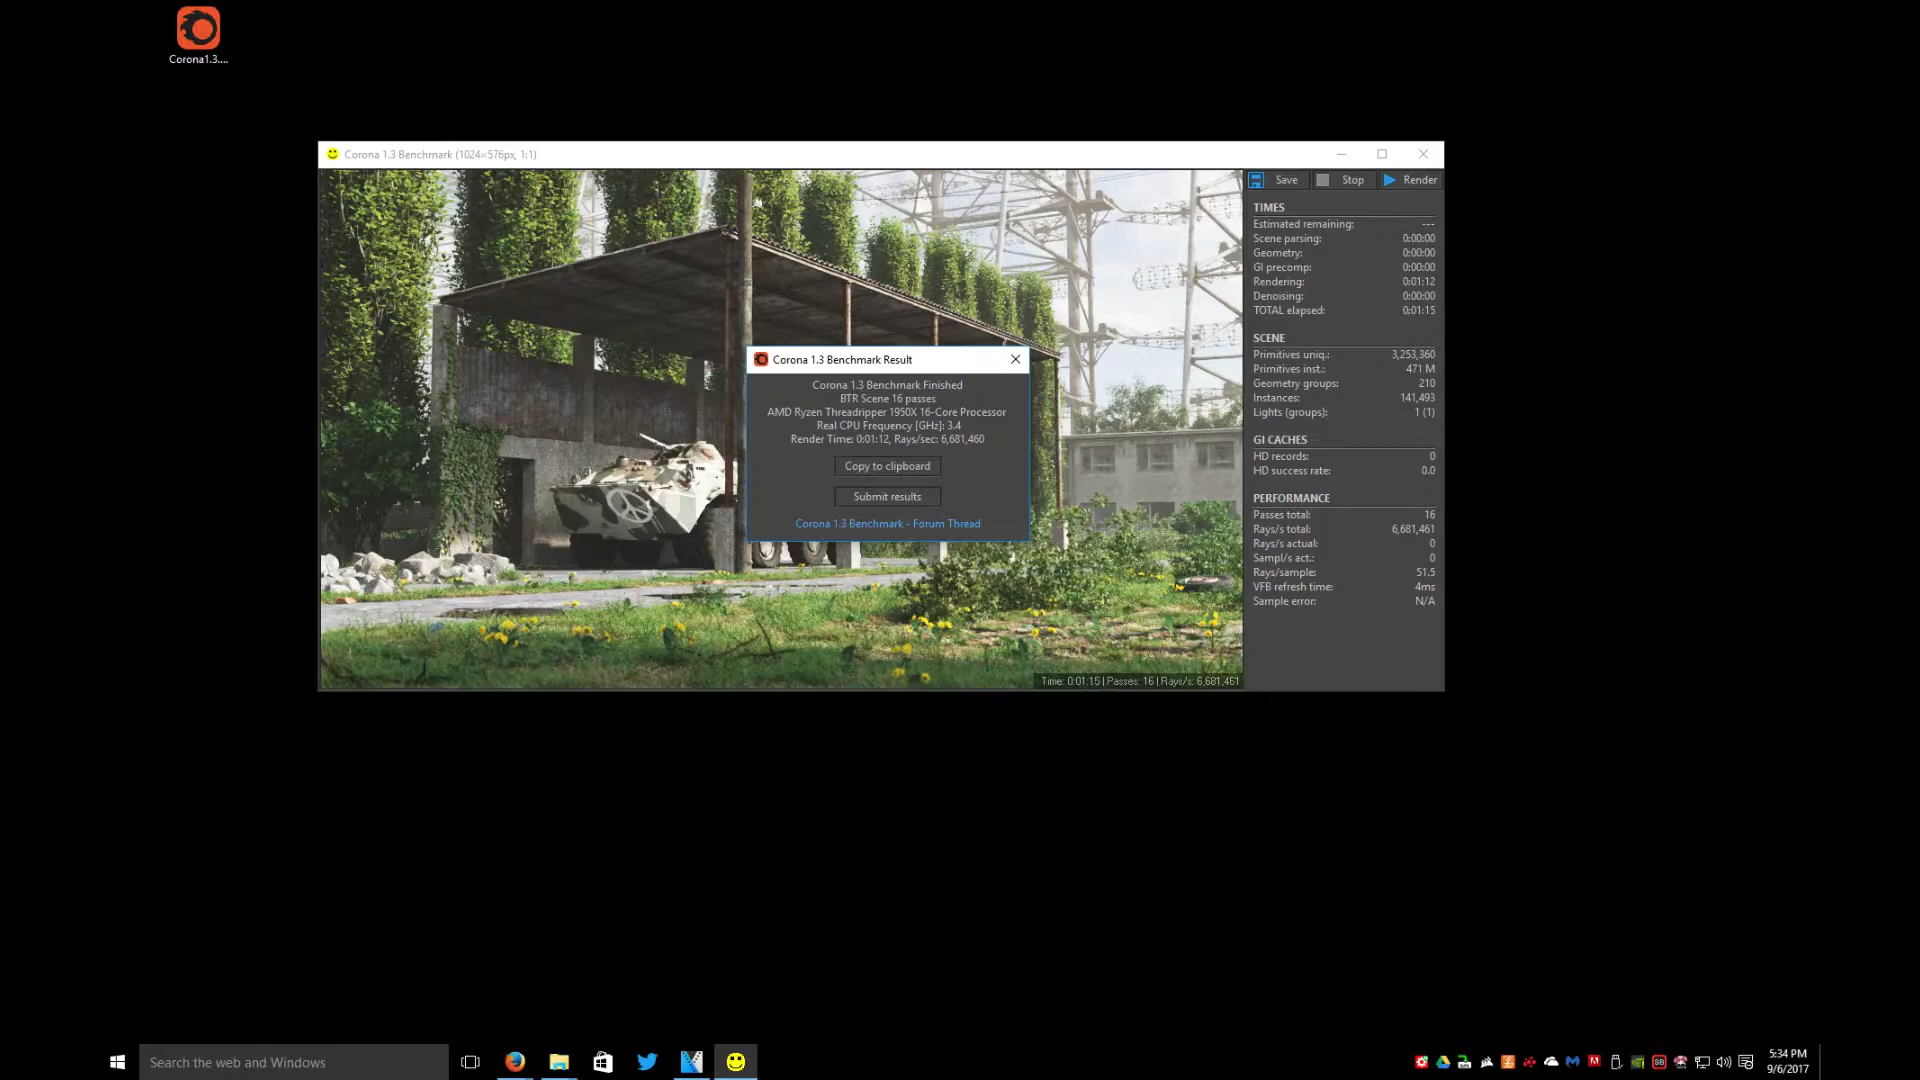 Corona1.3....
Corona 1.3 Benchmark (1024×576px, 1:1)
Save Stop Render
TIMES
Estimated remaining: ---
Scene parsing: 0:00:00
Geometry: 0:00:00
GI precomp: 0:00:00
Rendering: 0:01:12
Denoising: 0:00:00
TOTAL elapsed: 0:01:15
SCENE
Primitives uniq.: 3,253,360
Primitives inst.: 471 M
Geometry groups: 210
Instances: 141,493
Lights (groups): 1 (1)
GI CACHES
HD records: 0
HD success rate: 0.0
PERFORMANCE
Passes total: 16
Rays/s total: 6,681,461
Rays/s actual: 0
Sampl/s act.: 0
Rays/sample: 51.5
VFB refresh time: 4ms
Sample error: N/A
Corona 1.3 Benchmark Result
Corona 1.3 Benchmark Finished
BTR Scene 16 passes
AMD Ryzen Threadripper 1950X 16-Core Processor
Real CPU Frequency [GHz]: 3.4
Render Time: 0:01:12, Rays/sec: 6,681,460
Copy to clipboard
Submit results
Corona 1.3 Benchmark - Forum Thread
Time: 0:01:15 | Passes: 16 | Rays/s: 6,681,461
Search the web and Windows
5:34 PM
9/6/2017